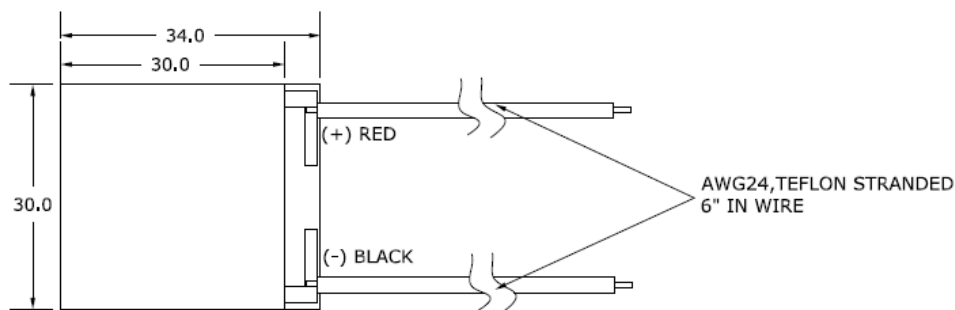 34.0
30.0
(+) RED
30.0
AWG24,TEFLON STRANDED
6" IN WIRE
(-) BLACK